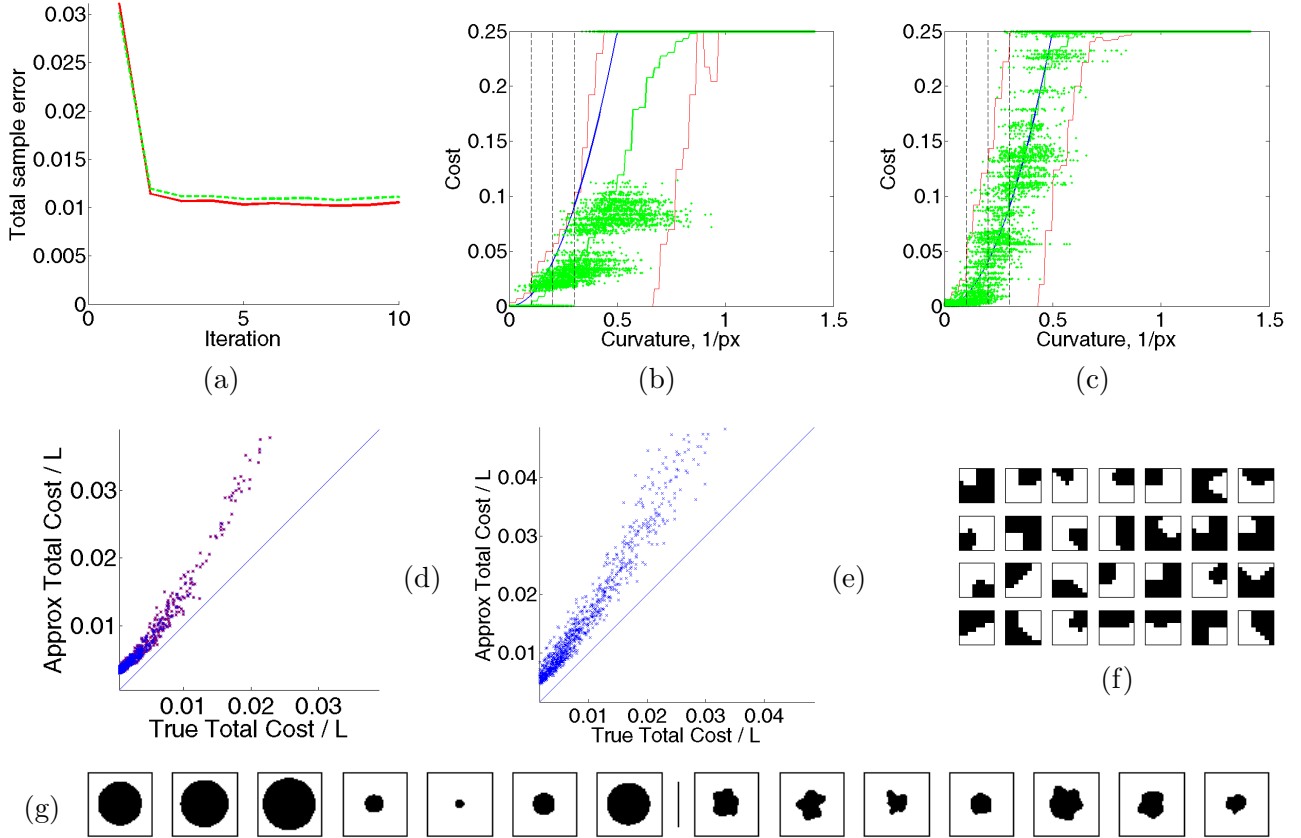 0.03
0.025
0.02
0.015
0.01
0.005
0
Total sample error
0 5 10
Iteration
(a)
0.25
0.2
0.15
0.1
0.05
0
Cost
0 0.5 1 1.5
Curvature, 1/px
(b)
0.25
0.2
0.15
0.1
0.05
0
Cost
0 0.5 1 1.5
Curvature, 1/px
(c)
0.03
0.02
0.01
Approx Total Cost / L
0.01 0.02 0.03
True Total Cost / L
(d)
0.04
0.03
0.02
0.01
Approx Total Cost / L
0.01 0.02 0.03 0.04
True Total Cost / L
(e)
(f)
(g)